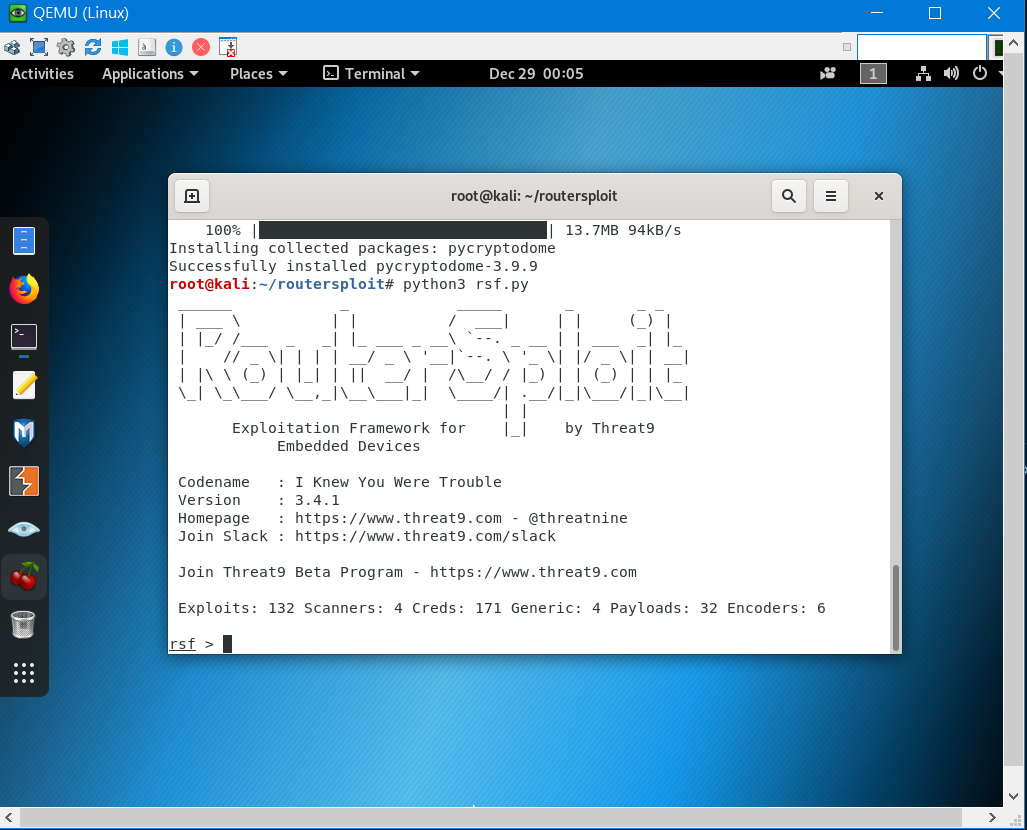 QEMU (Linux)
Activities Applications Places Terminal Dec 29 00:05 1
root@kali: ~/routersploit
100% | | 13.7MB 94kB/s
Installing collected packages: pycryptodome
Successfully installed pycryptodome-3.9.9
root@kali:~/routersploit# python3 rsf.py
RouterSploit
Exploitation Framework for by Threat9
Embedded Devices
Codename : I Knew You Were Trouble
Version : 3.4.1
Homepage : https://www.threat9.com - @threatnine
Join Slack : https://www.threat9.com/slack
Join Threat9 Beta Program - https://www.threat9.com
Exploits: 132 Scanners: 4 Creds: 171 Generic: 4 Payloads: 32 Encoders: 6
rsf >